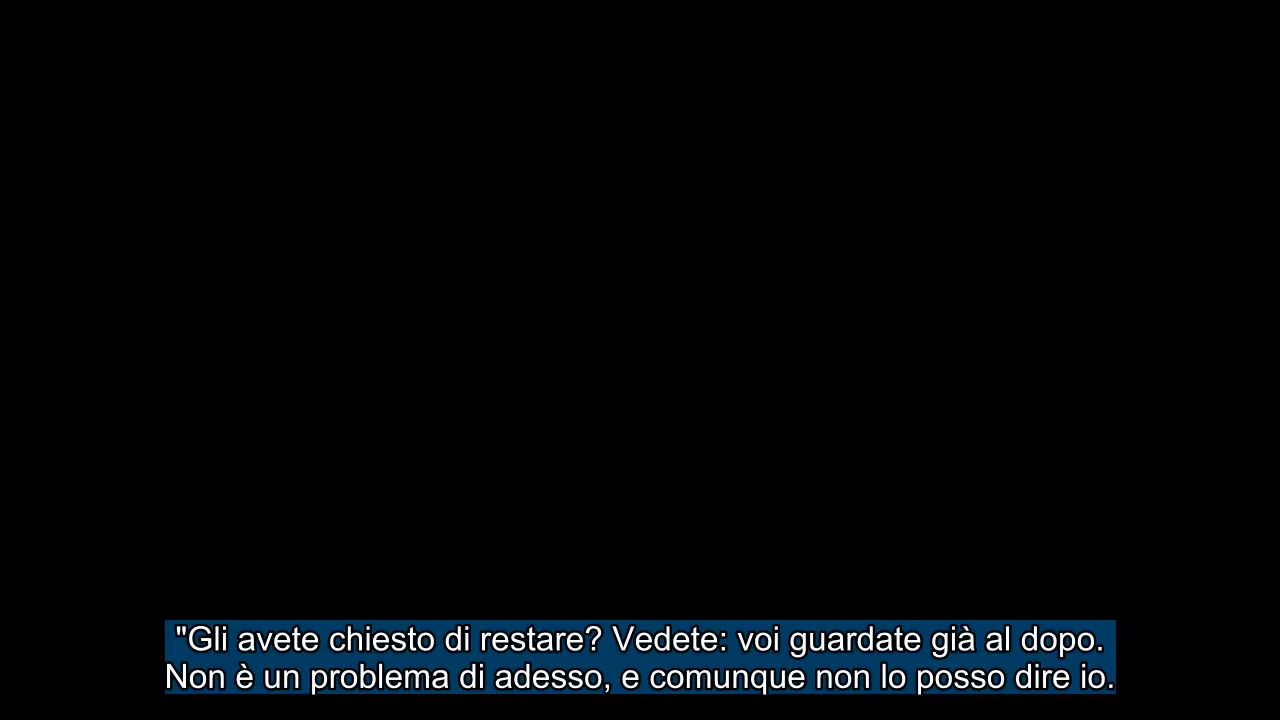 "Gli avete chiesto di restare? Vedete: voi guardate già al dopo.
Non è un problema di adesso, e comunque non lo posso dire io.